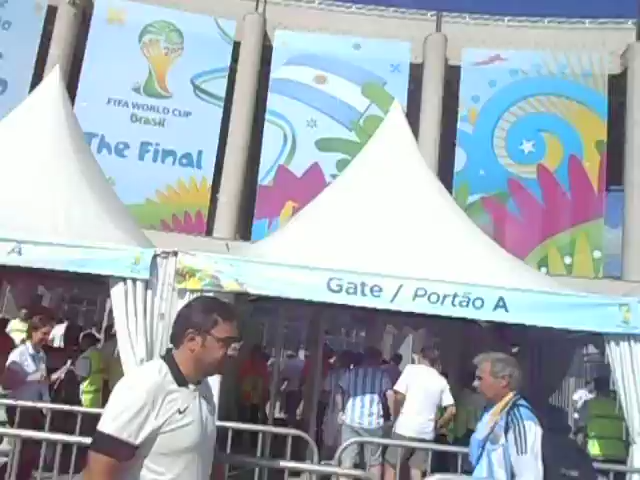 FIFA WORLD CUP
Brasil
The Final
A
Gate / Portão A